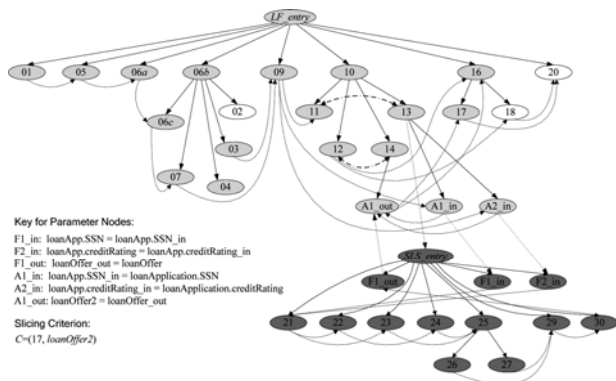 LF_entry
01 05 06a 06b 09 10 16 20
06c 02 11 13 17 18
03 12 14
07 04
A1_out A1_in A2_in
Key for Parameter Nodes:
F1_in: loanApp.SSN = loanApp.SSN_in
F2_in: loanApp.creditRating = loanApp.creditRating_in
F1_out: loanOffer_out = loanOffer
A1_in: loanApp.SSN_in = loanApplication.SSN
A2_in: loanApp.creditRating_in = loanApplication.creditRating
A1_out: loanOffer2 = loanOffer_out
Slicing Criterion:
C=(17, loanOffer2)
SLS_entry
F1_out F1_in F2_in
21 22 23 24 25 29 30
26 27